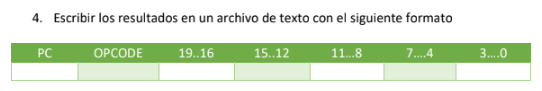 4. Escribir los resultados en un archivo de texto con el siguiente formato
PC OPCODE 19..16 15..12 11...8 7....4 3....0